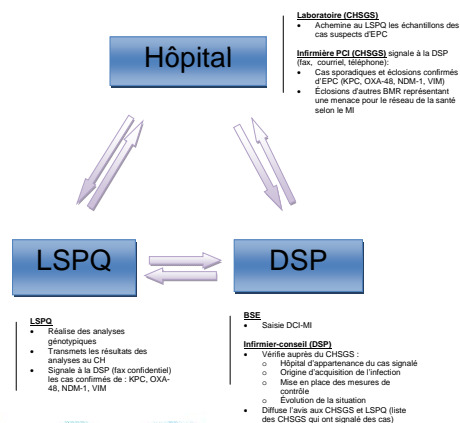 Laboratoire (CHSGS)
• Achemine au LSPQ les échantillons des
cas suspects d'EPC
Infirmière PCI (CHSGS) signale à la DSP
(fax, courriel, téléphone):
• Cas sporadiques et éclosions confirmés
d'EPC (KPC, OXA-48, NDM-1, VIM)
• Éclosions d'autres BMR représentant
une menace pour le réseau de la santé
selon le MI
Hôpital
LSPQ
DSP
LSPQ
• Réalise des analyses
génotypiques
• Transmets les résultats des
analyses au CH
• Signale à la DSP (fax confidentiel)
les cas confirmés de : KPC, OXA-
48, NDM-1, VIM
BSE
• Saisie DCI-MI
Infirmier-conseil (DSP)
• Vérifie auprès du CHSGS :
o Hôpital d'appartenance du cas signalé
o Origine d'acquisition de l'infection
o Mise en place des mesures de
contrôle
o Évolution de la situation
• Diffuse l'avis aux CHSGS et LSPQ (liste
des CHSGS qui ont signalé des cas)